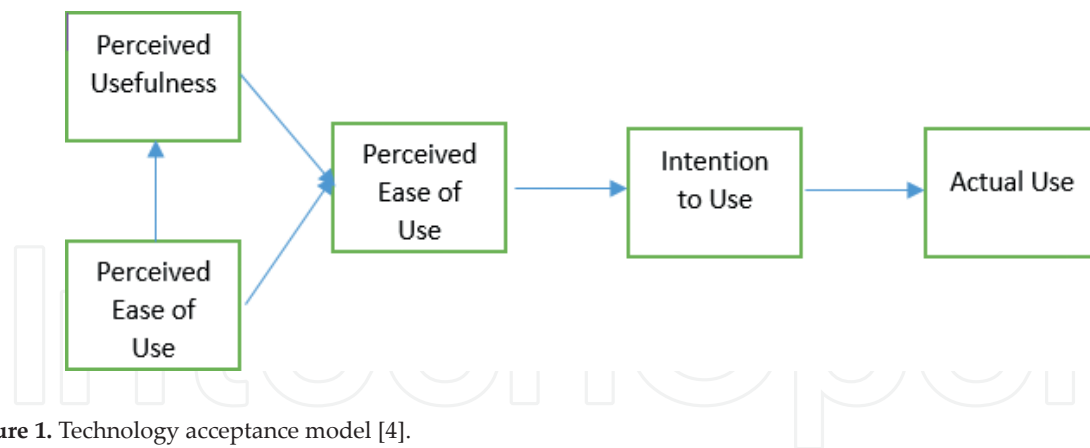 Perceived
Usefulness
Perceived
Ease of
Use
Perceived
Ease of
Use
Intention
to Use
Actual Use
ure 1. Technology acceptance model [4].